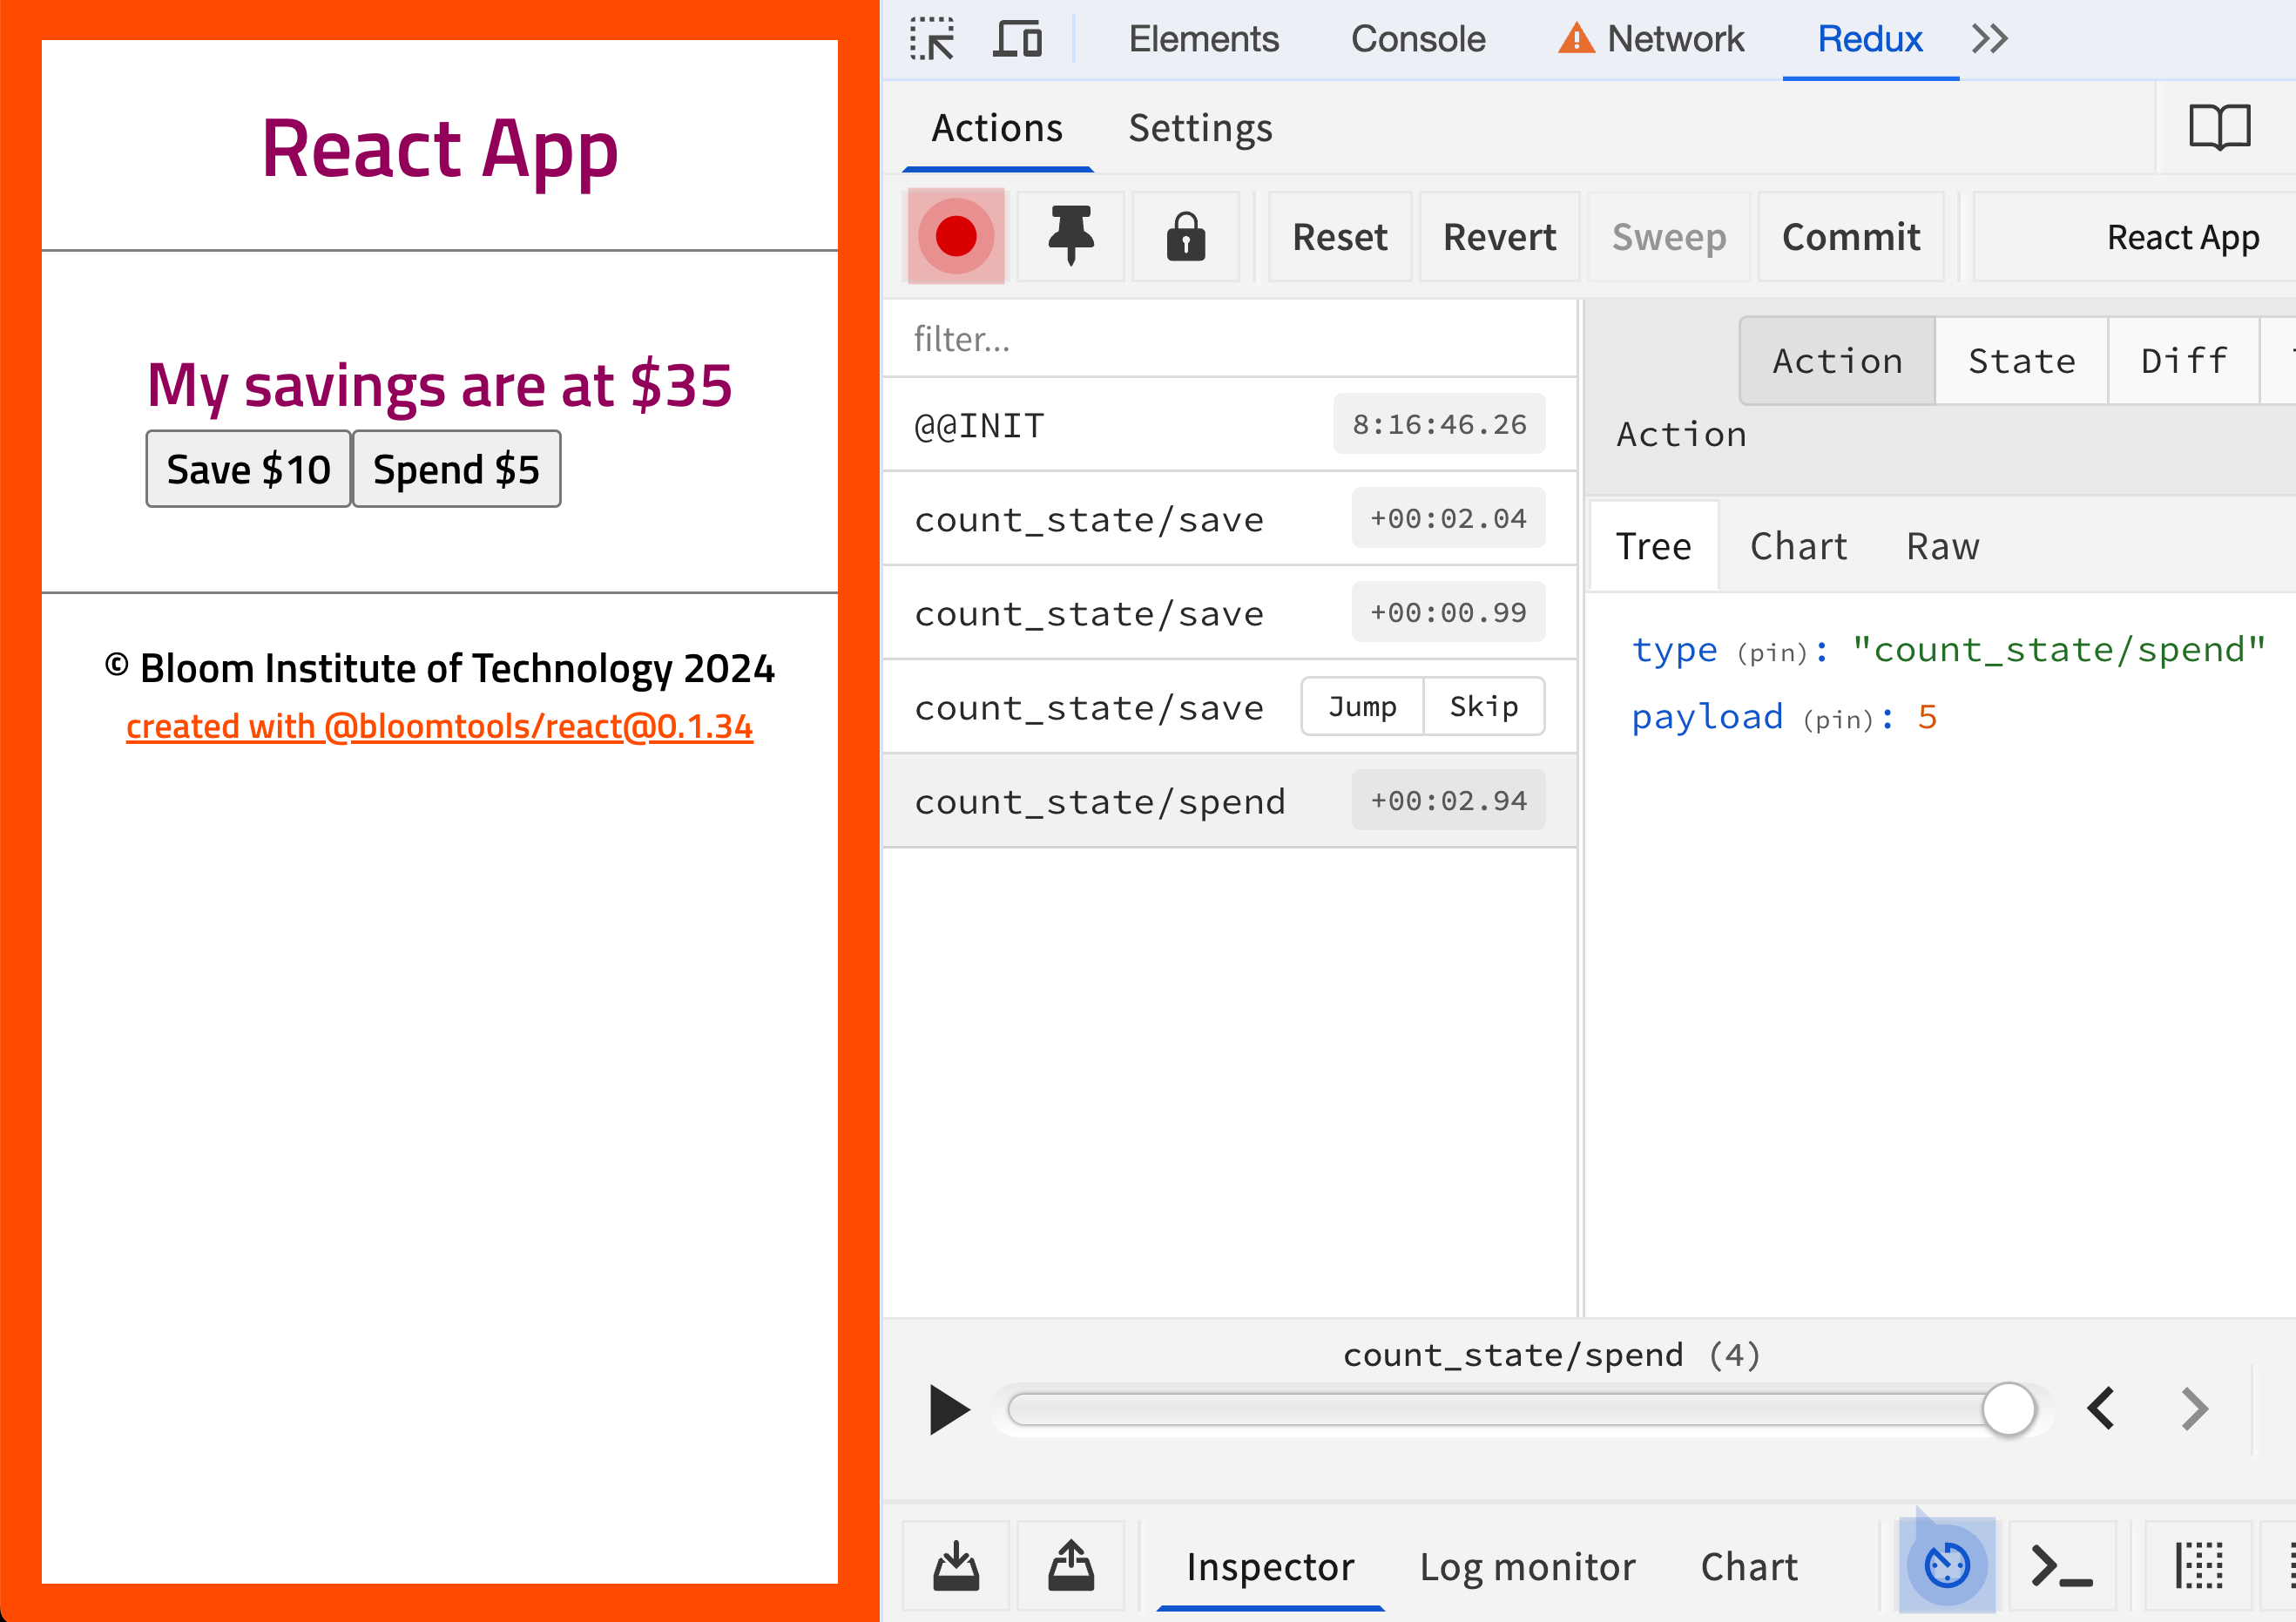 React App
My savings are at $35
Save $10 Spend $5
© Bloom Institute of Technology 2024
created with @bloomtools/react@0.1.34
Elements Console Network Redux
Actions Settings
Reset Revert Sweep Commit React App
filter...
@@INIT 8:16:46.26
count_state/save +00:02.04
count_state/save +00:00.99
count_state/save Jump Skip
count_state/spend +00:02.94
Action State Diff
Action
Tree Chart Raw
type (pin): "count_state/spend"
payload (pin): 5
count_state/spend (4)
Inspector Log monitor Chart